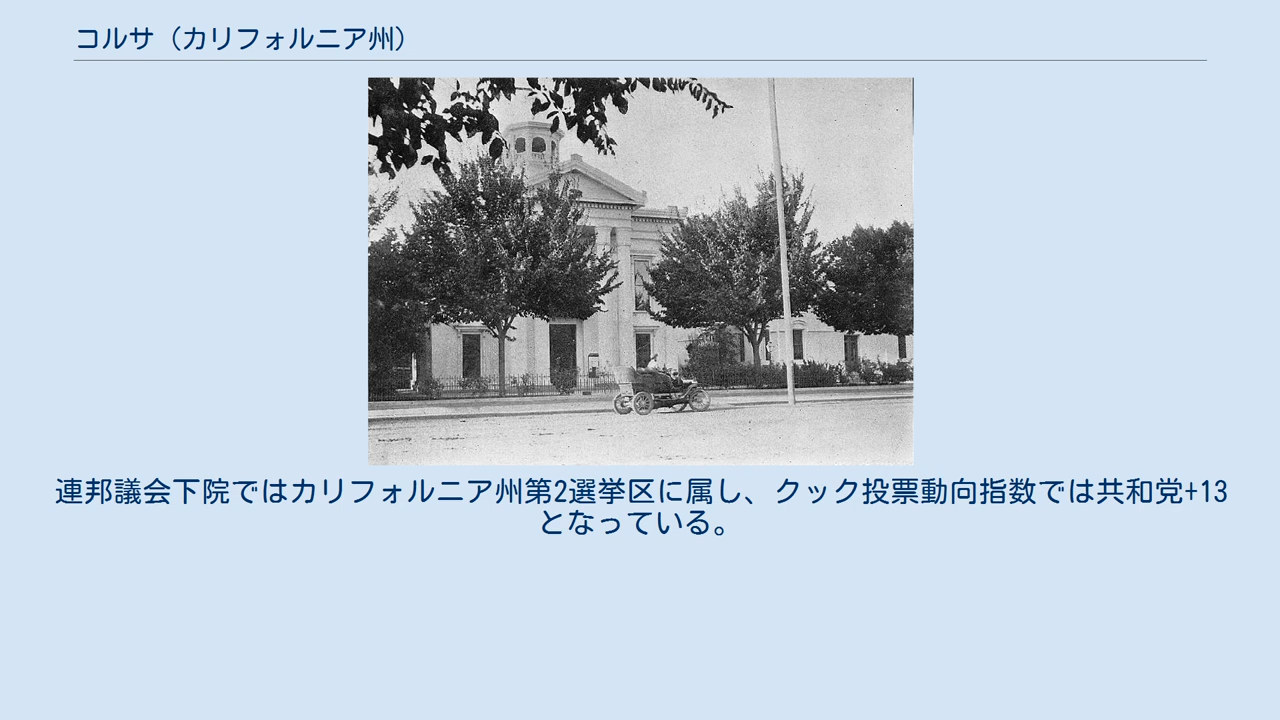 コルサ（カリフォルニア州）
連邦議会下院ではカリフォルニア州第2選挙区に属し、クック投票動向指数では共和党+13
となっている。